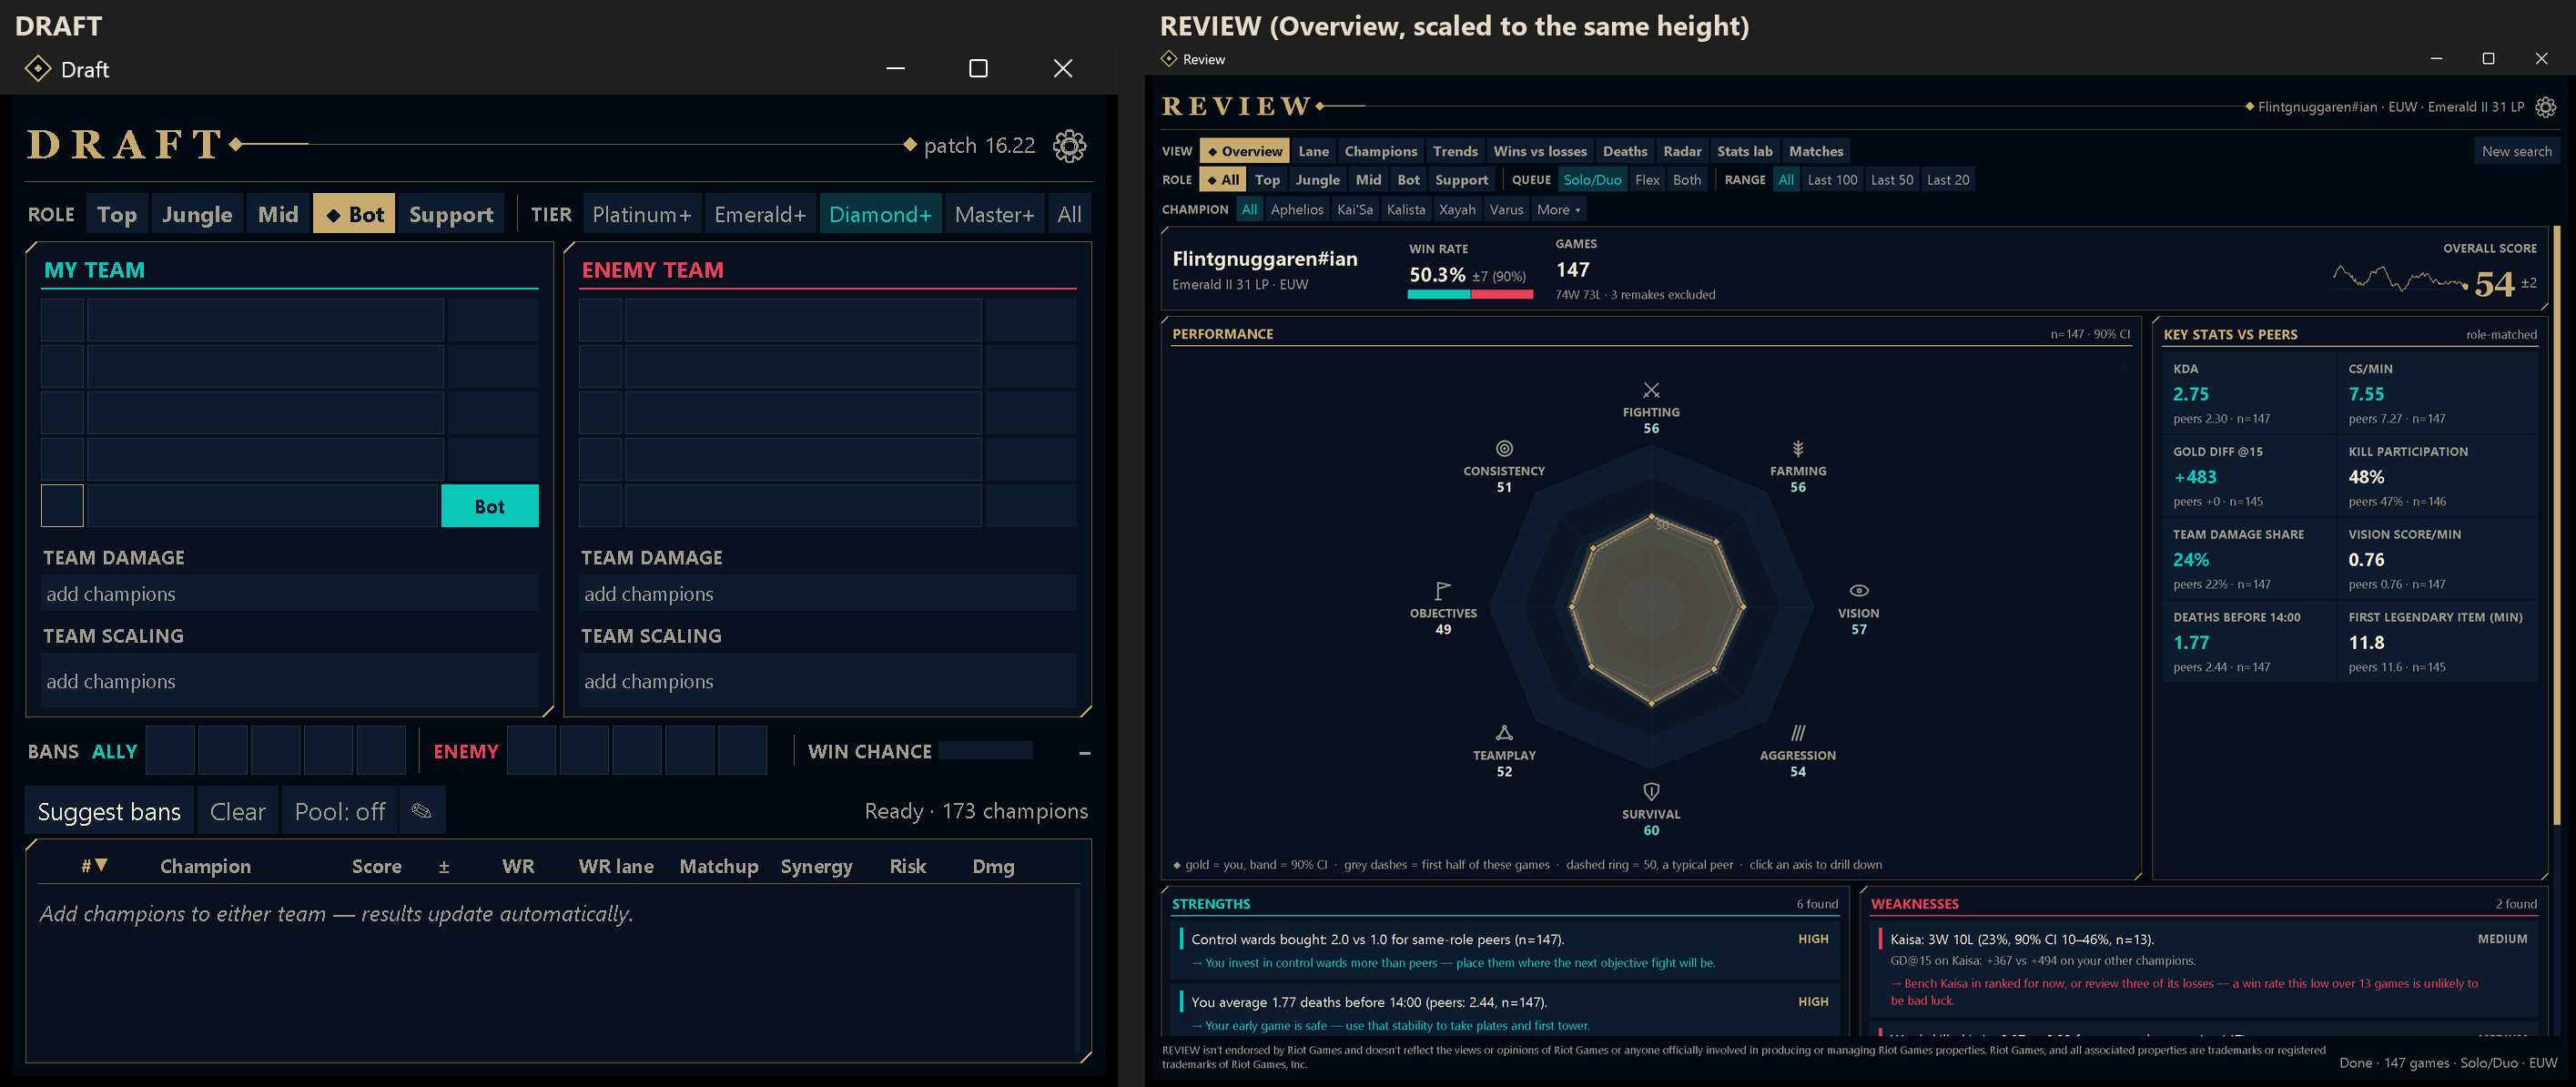 DRAFT
Draft
DRAFT
patch 16.22
ROLE Top Jungle Mid ◆ Bot Support TIER Platinum+ Emerald+ Diamond+ Master+ All
MY TEAM
Bot
TEAM DAMAGE
add champions
TEAM SCALING
add champions
ENEMY TEAM
TEAM DAMAGE
add champions
TEAM SCALING
add champions
BANS ALLY ENEMY WIN CHANCE –
Suggest bans Clear Pool: off ✎ Ready · 173 champions
#▼ Champion Score ± WR WR lane Matchup Synergy Risk Dmg
Add champions to either team — results update automatically.
REVIEW (Overview, scaled to the same height)
Review
REVIEW
Flintgnuggaren#ian · EUW · Emerald II 31 LP
VIEW ◆ Overview Lane Champions Trends Wins vs losses Deaths Radar Stats lab Matches New search
ROLE ◆ All Top Jungle Mid Bot Support QUEUE Solo/Duo Flex Both RANGE All Last 100 Last 50 Last 20
CHAMPION All Aphelios Kai'Sa Kalista Xayah Varus More ▾
Flintgnuggaren#ian
Emerald II 31 LP · EUW
WIN RATE
50.3% ±7 (90%)
GAMES
147
74W 73L · 3 remakes excluded
OVERALL SCORE
54 ±2
PERFORMANCE n=147 · 90% CI
FIGHTING
56
CONSISTENCY
51
FARMING
56
50
OBJECTIVES
49
VISION
57
TEAMPLAY
52
AGGRESSION
54
SURVIVAL
60
◆ gold = you, band = 90% CI · grey dashes = first half of these games · dashed ring = 50, a typical peer · click an axis to drill down
KEY STATS VS PEERS role-matched
KDA
2.75
peers 2.30 · n=147
CS/MIN
7.55
peers 7.27 · n=147
GOLD DIFF @15
+483
peers +0 · n=145
KILL PARTICIPATION
48%
peers 47% · n=146
TEAM DAMAGE SHARE
24%
peers 22% · n=147
VISION SCORE/MIN
0.76
peers 0.76 · n=147
DEATHS BEFORE 14:00
1.77
peers 2.44 · n=147
FIRST LEGENDARY ITEM (MIN)
11.8
peers 11.6 · n=145
STRENGTHS 6 found
Control wards bought: 2.0 vs 1.0 for same-role peers (n=147). HIGH
→ You invest in control wards more than peers — place them where the next objective fight will be.
You average 1.77 deaths before 14:00 (peers: 2.44, n=147). HIGH
→ Your early game is safe — use that stability to take plates and first tower.
WEAKNESSES 2 found
Kaisa: 3W 10L (23%, 90% CI 10–46%, n=13). MEDIUM
GD@15 on Kaisa: +367 vs +494 on your other champions.
→ Bench Kaisa in ranked for now, or review three of its losses — a win rate this low over 13 games is unlikely to
be bad luck.
REVIEW isn't endorsed by Riot Games and doesn't reflect the views or opinions of Riot Games or anyone officially involved in producing or managing Riot Games properties. Riot Games, and all associated properties are trademarks or registered
trademarks of Riot Games, Inc.
Done · 147 games · Solo/Duo · EUW